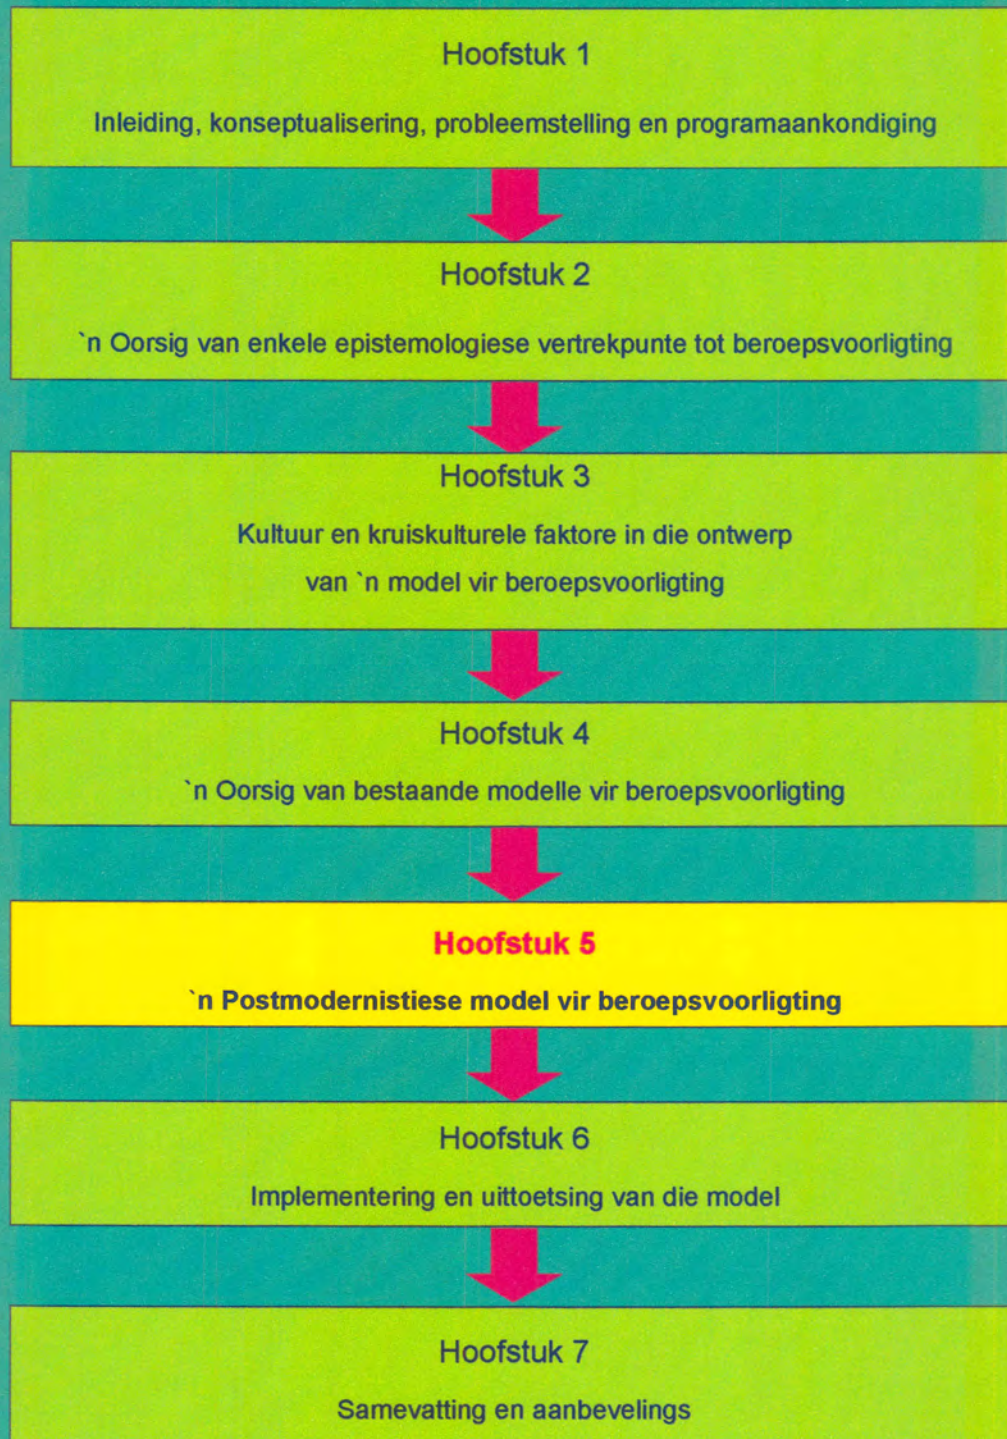 Hoofstuk 1
Inleiding, konseptualisering, probleemstelling en programaankondiging
Hoofstuk 2
`n Oorsig van enkele epistemologiese vertrekpunte tot beroepsvoorligting
Hoofstuk 3
Kultuur en kruiskulturele faktore in die ontwerp
van `n model vir beroepsvoorligting
Hoofstuk 4
`n Oorsig van bestaande modelle vir beroepsvoorligting
Hoofstuk 5
`n Postmodernistiese model vir beroepsvoorligting
Hoofstuk 6
Implementering en uittoetsing van die model
Hoofstuk 7
Samevatting en aanbevelings